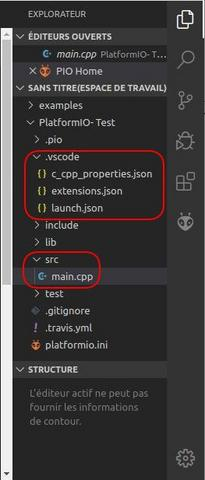 EXPLORATEUR
ÉDITEURS OUVERTS
main.cpp PlatformIO- T...
PIO Home
SANS TITRE(ESPACE DE TRAVAIL)
examples
PlatformIO- Test
.pio
.vscode
{} c_cpp_properties.json
{} extensions.json
{} launch.json
include
lib
src
main.cpp
test
.gitignore
! .travis.yml
platformio.ini
STRUCTURE
L'éditeur actif ne peut pas
fournir les informations
de contour.